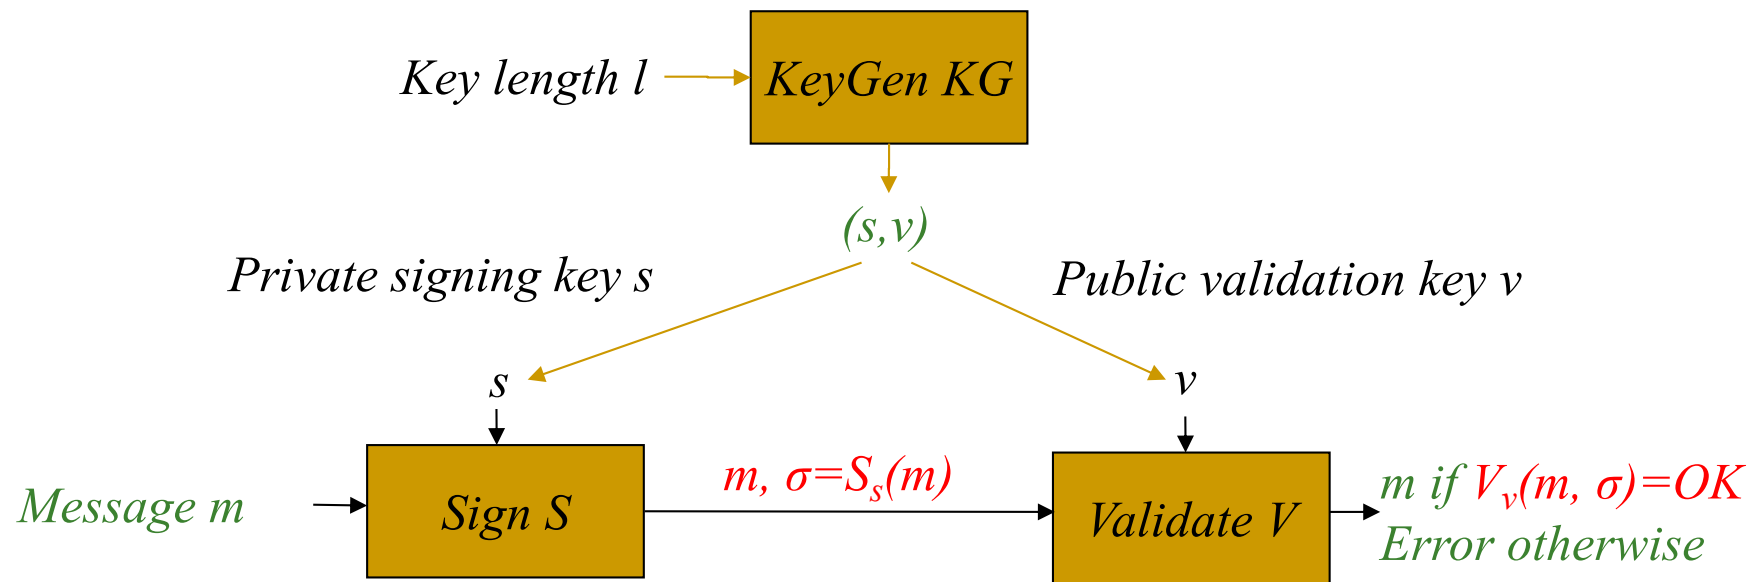 Key length l
KeyGen KG
(s,v)
Private signing key s
Public validation key v
s
v
Message m
Sign S
m, σ=Sₛ(m)
Validate V
m if Vᵥ(m, σ)=OK
Error otherwise